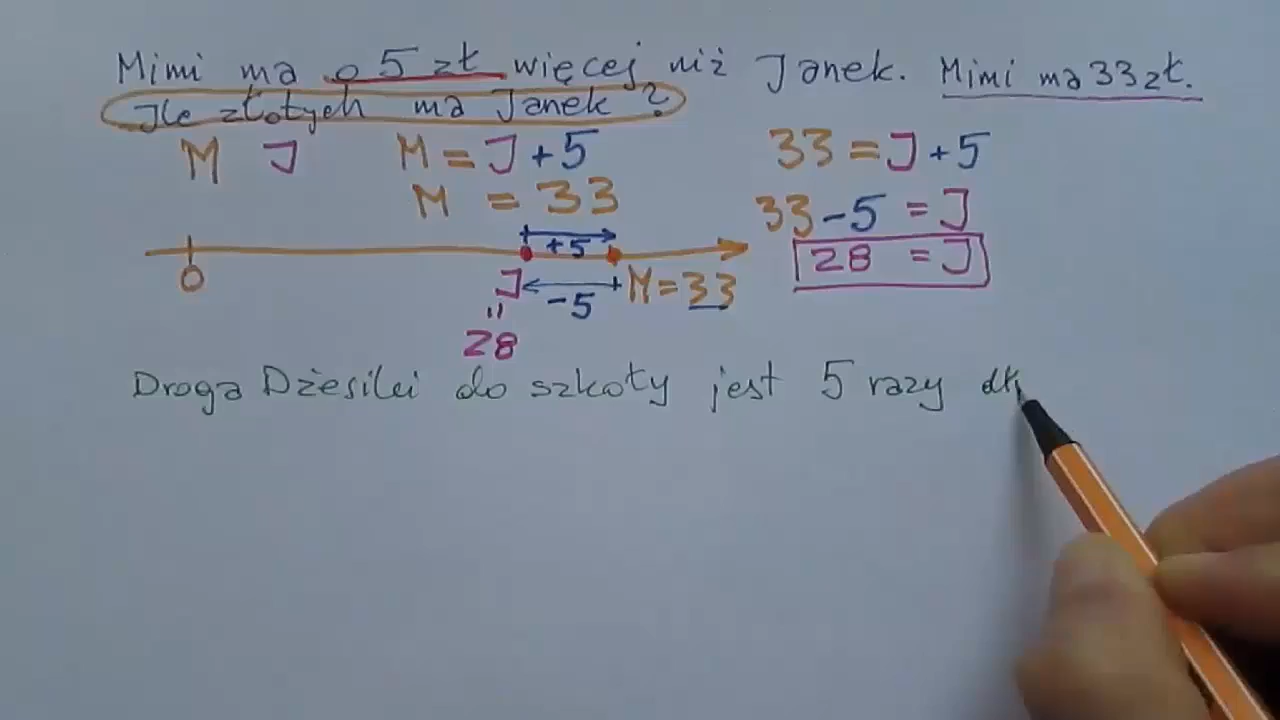 Mimi ma o 5 zł więcej niż Janek. Mimi ma 33 zł.
Ile złotych ma Janek?
M J M = J + 5 33 = J + 5
M = 33 33 - 5 = J
+5 28 = J
0 J -5 M = 33
"
28
Droga Dżesiki do szkoły jest 5 razy dł